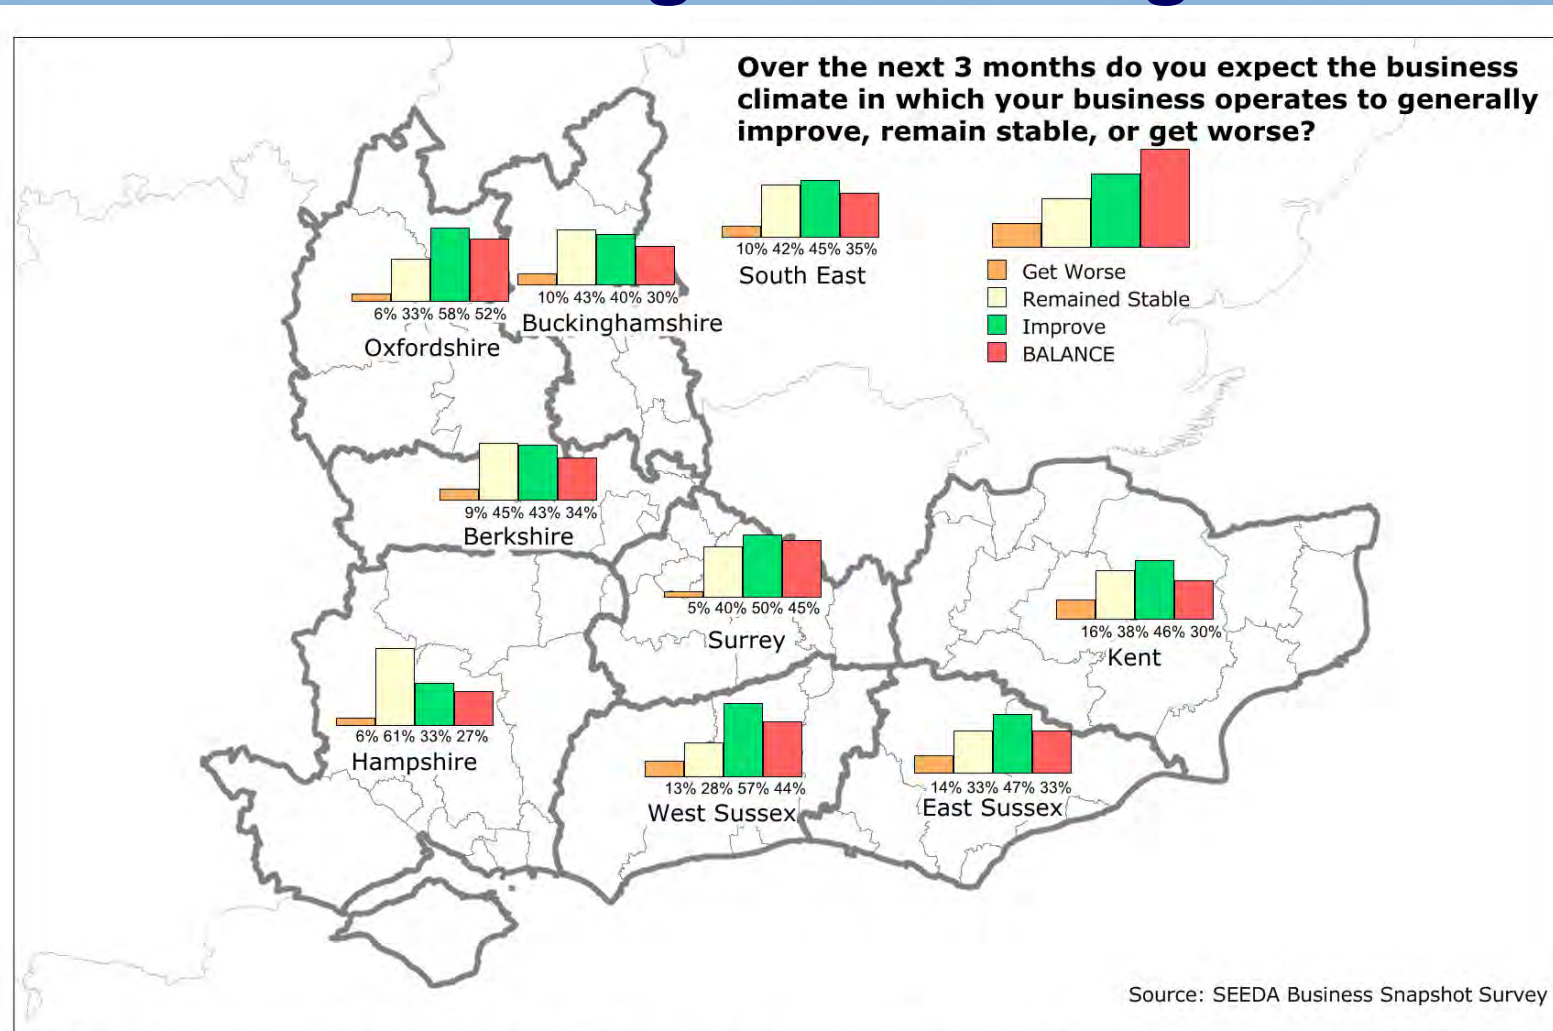 Over the next 3 months do you expect the business
climate in which your business operates to generally
improve, remain stable, or get worse?
10% 42% 45% 35%
South East
Get Worse
Remained Stable
Improve
BALANCE
6% 33% 58% 52%
Oxfordshire
10% 43% 40% 30%
Buckinghamshire
9% 45% 43% 34%
Berkshire
5% 40% 50% 45%
Surrey
16% 38% 46% 30%
Kent
6% 61% 33% 27%
Hampshire
13% 28% 57% 44%
West Sussex
14% 33% 47% 33%
East Sussex
Source: SEEDA Business Snapshot Survey